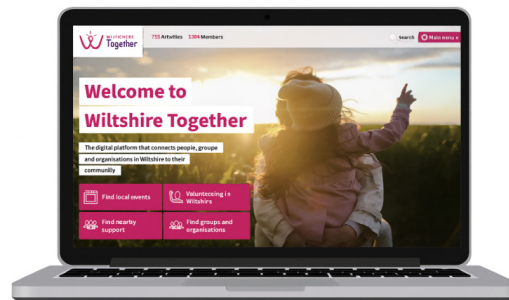 WILTSHIRE
Together
755 Activities 1304 Members
Search
Main menu
Welcome to
Wiltshire Together
The digital platform that connects people, groups
and organisations in Wiltshire to their
community
Find local events
Volunteering in
Wiltshire
Find nearby
support
Find groups and
organisations